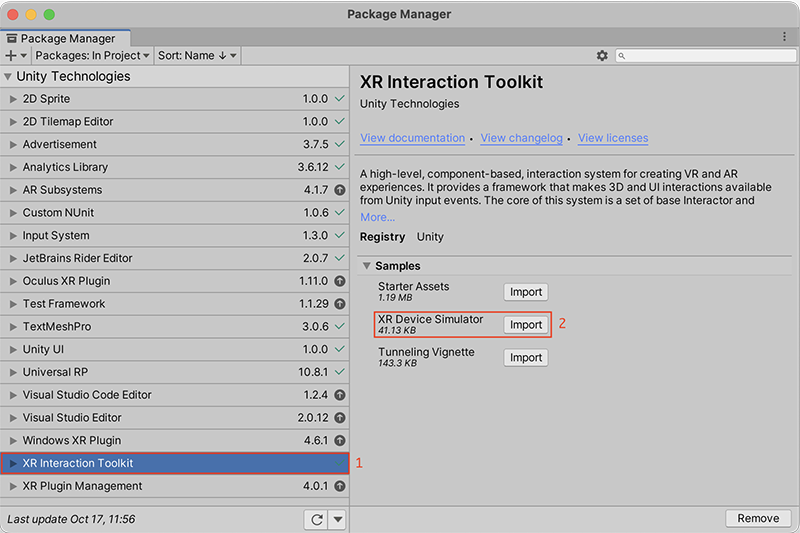 Package Manager
Package Manager
Packages: In Project
Sort: Name ↓
Unity Technologies
2D Sprite 1.0.0
2D Tilemap Editor 1.0.0
Advertisement 3.7.5
Analytics Library 3.6.12
AR Subsystems 4.1.7
Custom NUnit 1.0.6
Input System 1.3.0
JetBrains Rider Editor 2.0.7
Oculus XR Plugin 1.11.0
Test Framework 1.1.29
TextMeshPro 3.0.6
Unity UI 1.0.0
Universal RP 10.8.1
Visual Studio Code Editor 1.2.4
Visual Studio Editor 2.0.12
Windows XR Plugin 4.6.1
XR Interaction Toolkit
1
XR Plugin Management 4.0.1
Last update Oct 17, 11:56
XR Interaction Toolkit
Unity Technologies
View documentation • View changelog • View licenses
A high-level, component-based, interaction system for creating VR and AR
experiences. It provides a framework that makes 3D and UI interactions available
from Unity input events. The core of this system is a set of base Interactor and
More...
Registry Unity
Samples
Starter Assets
1.19 MB
Import
XR Device Simulator
41.13 KB
Import
2
Tunneling Vignette
143.3 KB
Import
Remove